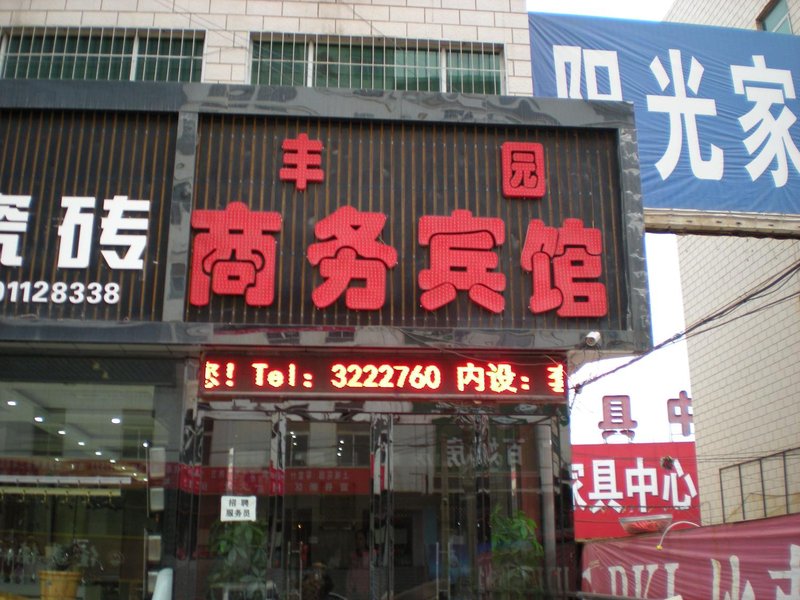 阳光家
丰园
商务宾馆
瓷砖
01128338
您! Tel: 3222760 内设:
具中
家具中心
招聘
服务员